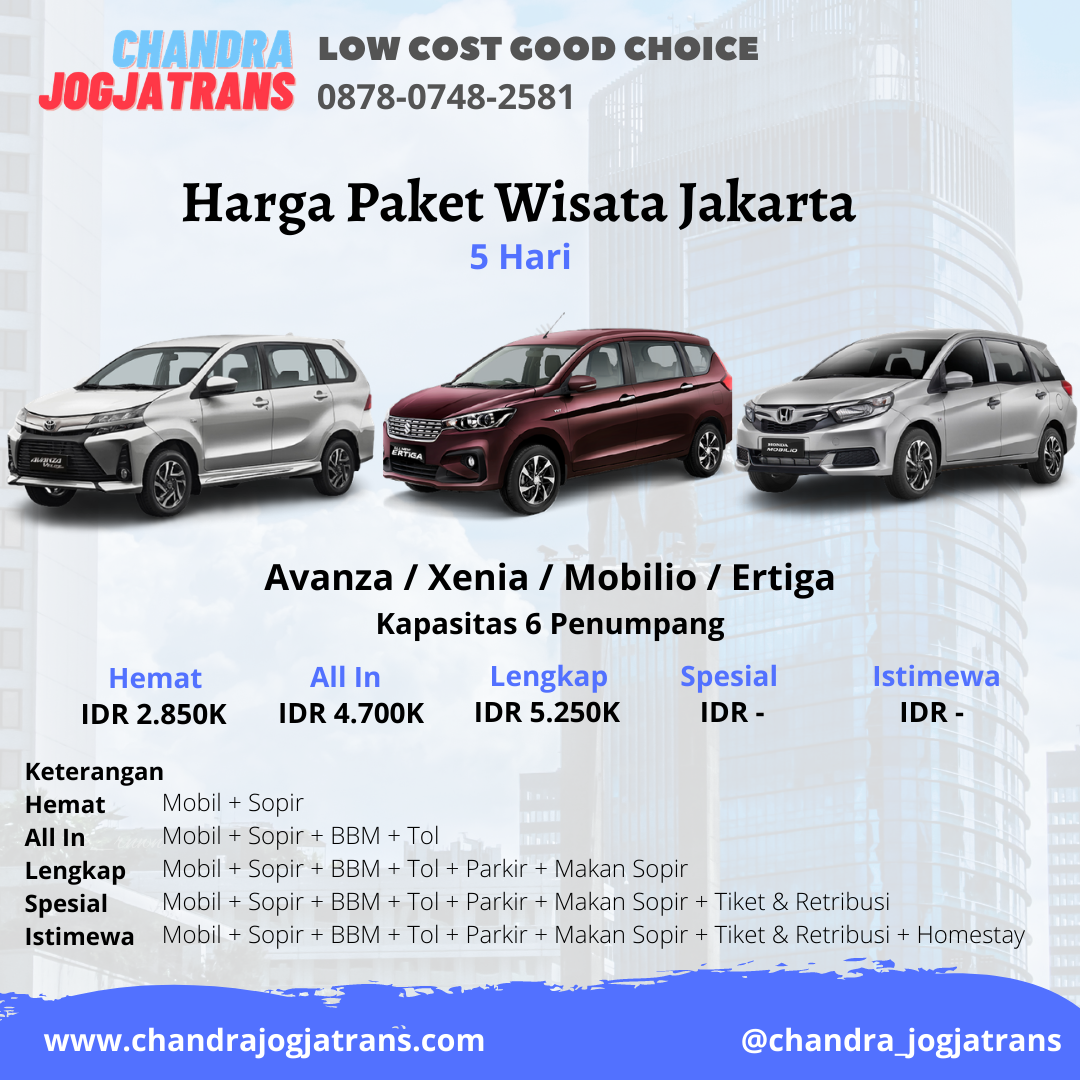 CHANDRA
JOGJATRANS
LOW COST GOOD CHOICE
0878-0748-2581
Harga Paket Wisata Jakarta
5 Hari
AVANZA
ERTIGA
HONDA
MOBILIO
Avanza / Xenia / Mobilio / Ertiga
Kapasitas 6 Penumpang
Hemat All In Lengkap Spesial Istimewa
IDR 2.850K IDR 4.700K IDR 5.250K IDR - IDR -
Keterangan
Hemat Mobil + Sopir
All In Mobil + Sopir + BBM + Tol
Lengkap Mobil + Sopir + BBM + Tol + Parkir + Makan Sopir
Spesial Mobil + Sopir + BBM + Tol + Parkir + Makan Sopir + Tiket & Retribusi
Istimewa Mobil + Sopir + BBM + Tol + Parkir + Makan Sopir + Tiket & Retribusi + Homestay
www.chandrajogjatrans.com @chandra_jogjatrans